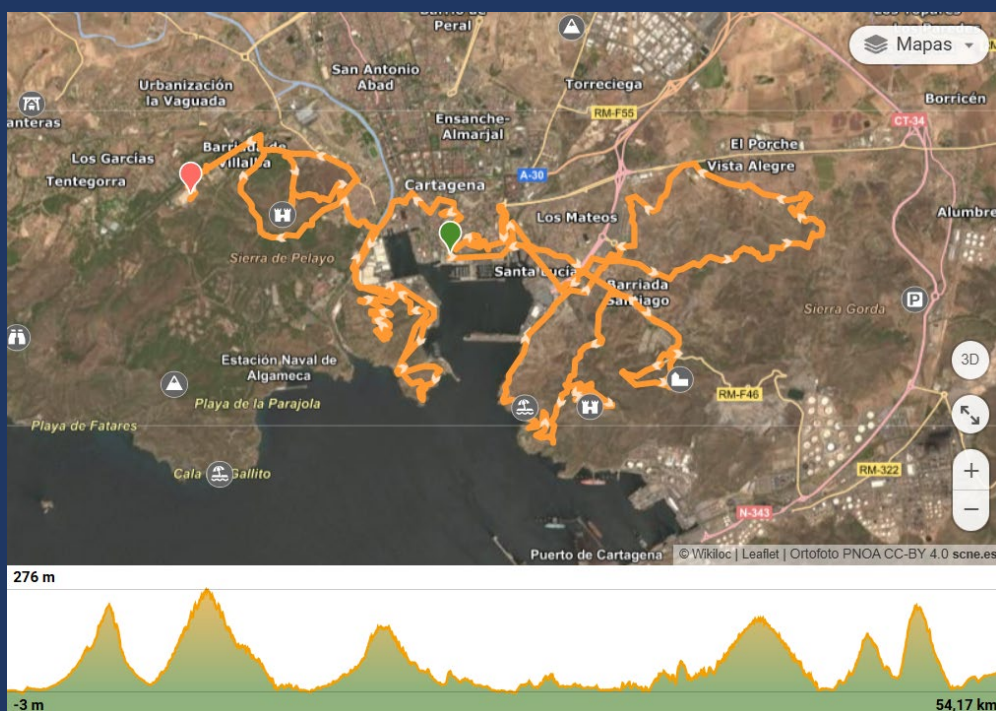 Peral
Mapas
San Antonio
Abad
Urbanización
la Vaguada
Torreciega
Borricén
anteras
Ensanche-
Almarjal
RM-F55
CT-34
Los Garcías
Barriada de
Villalba
El Porche
Vista Alegre
Tentegorra
Cartagena
A-30
Los Mateos
Alumbre
Sierra de Pelayo
Santa Lucía
Barriada
Santiago
Sierra Gorda
P
Estación Naval de
Algameca
3D
Playa de la Parajola
RM-F46
Playa de Fatares
Cala Gallito
RM-322
N-343
Puerto de Cartagena
© Wikiloc | Leaflet | Ortofoto PNOA CC-BY 4.0 scne.es
276 m
-3 m
54,17 km